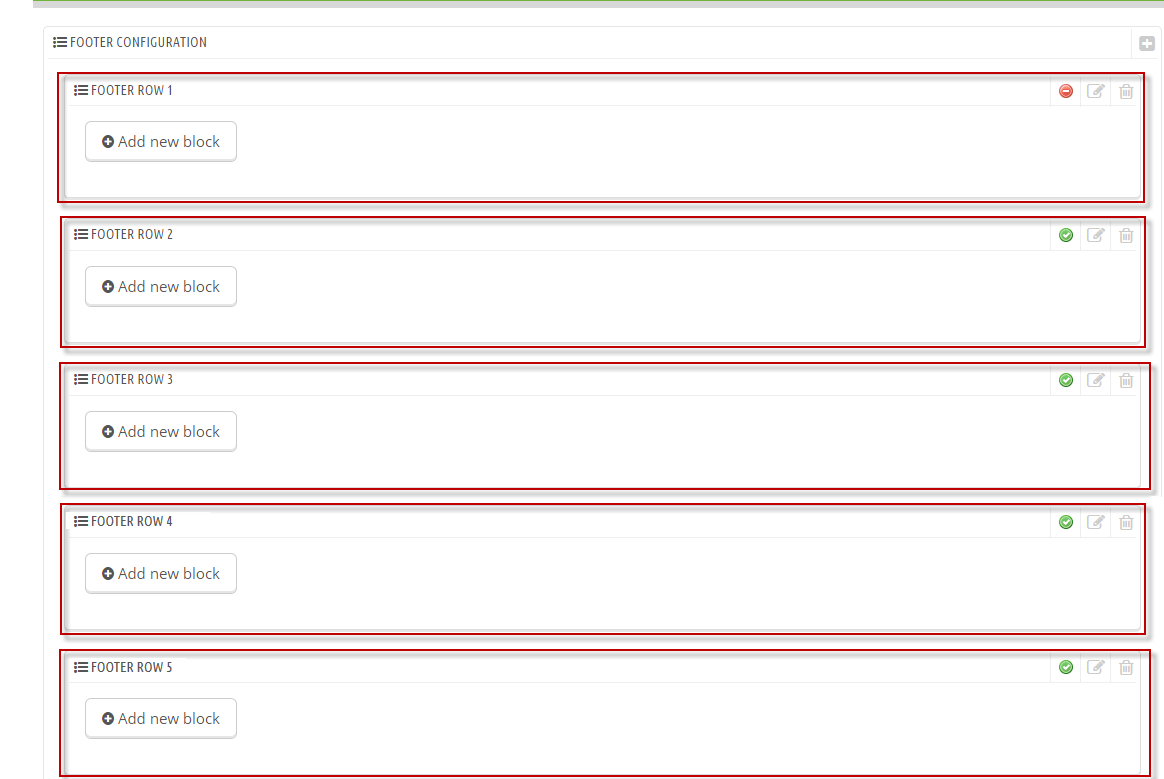 FOOTER CONFIGURATION
FOOTER ROW 1
Add new block
FOOTER ROW 2
Add new block
FOOTER ROW 3
Add new block
FOOTER ROW 4
Add new block
FOOTER ROW 5
Add new block